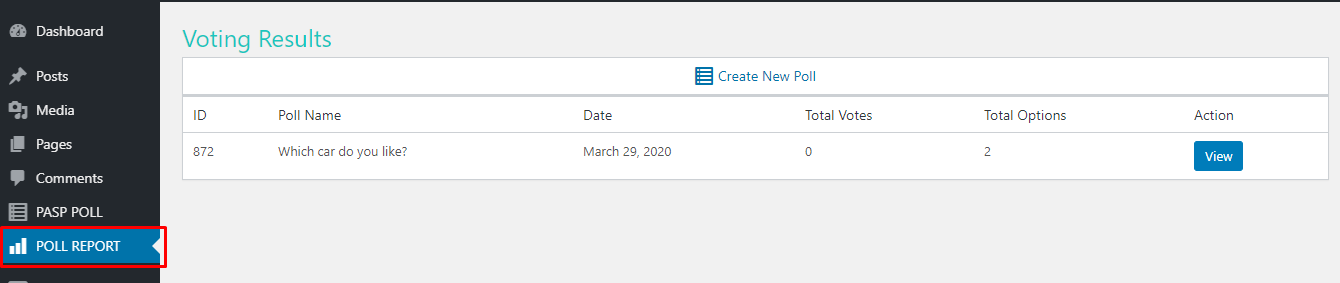 Dashboard
Posts
Media
Pages
Comments
PASP POLL
POLL REPORT
Voting Results
Create New Poll
ID Poll Name Date Total Votes Total Options Action
872 Which car do you like? March 29, 2020 0 2 View